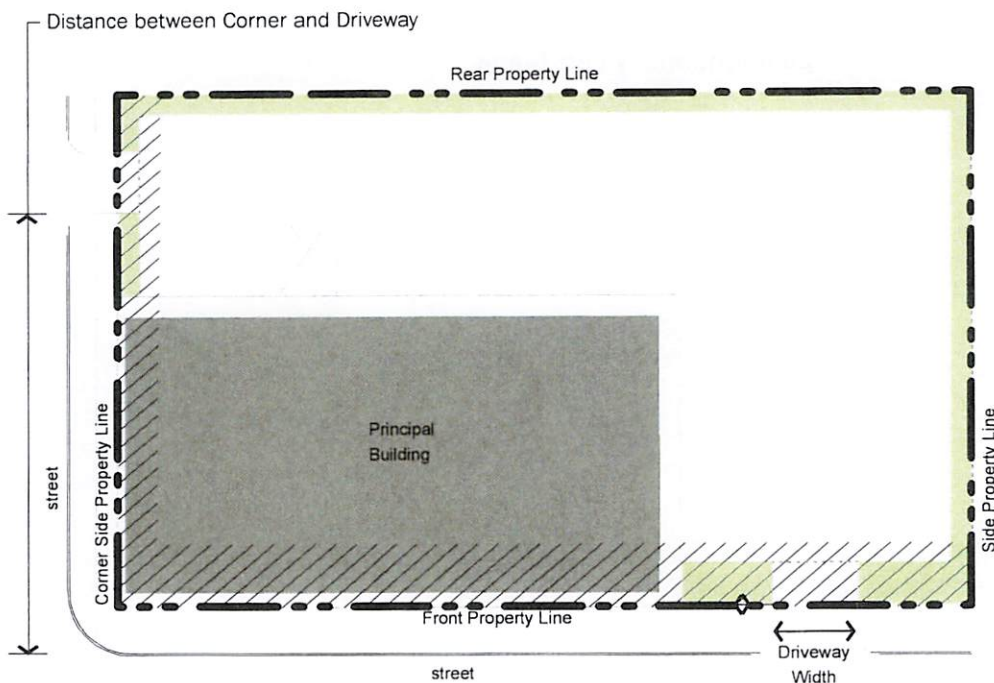 Distance between Corner and Driveway
Rear Property Line
Principal
Building
Corner Side Property Line
street
Side Property Line
Front Property Line
street
Driveway
Width